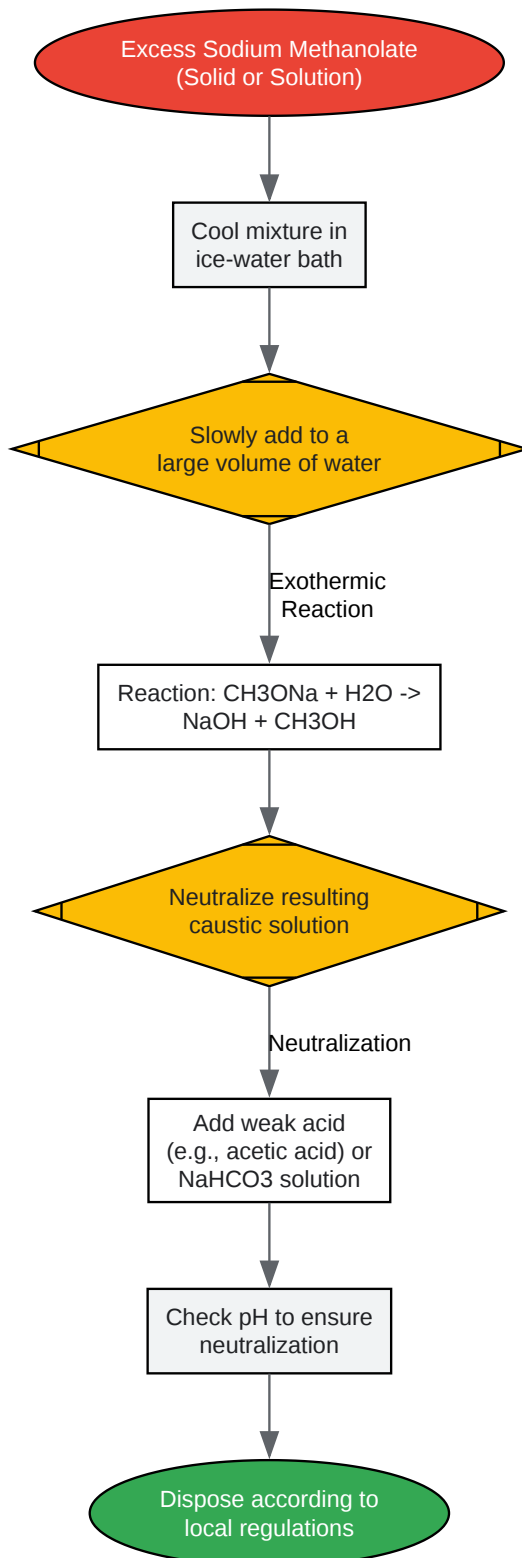 Excess Sodium Methanolate
(Solid or Solution)
Cool mixture in
ice-water bath
Slowly add to a
large volume of water
Exothermic
Reaction
Reaction: CH3ONa + H2O ->
NaOH + CH3OH
Neutralize resulting
caustic solution
Neutralization
Add weak acid
(e.g., acetic acid) or
NaHCO3 solution
Check pH to ensure
neutralization
Dispose according to
local regulations